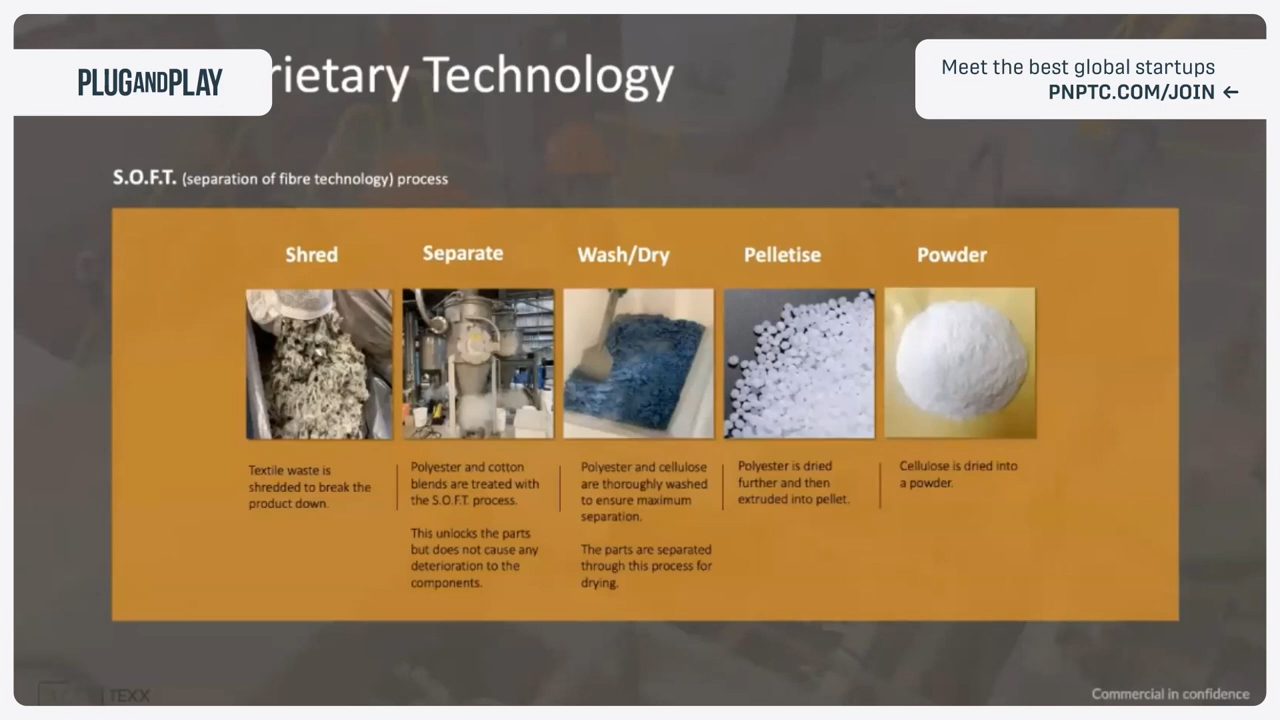 PLUGANDPLAY
rietary Technology
Meet the best global startups
PNPTC.COM/JOIN ←
S.O.F.T. (separation of fibre technology) process
Shred
Separate
Wash/Dry
Pelletise
Powder
Textile waste is
shredded to break the
product down.
Polyester and cotton
blends are treated with
the S.O.F.T. process.
This unlocks the parts
but does not cause any
deterioration to the
components.
Polyester and cellulose
are thoroughly washed
to ensure maximum
separation.
The parts are separated
through this process for
drying.
Polyester is dried
further and then
extruded into pellet.
Cellulose is dried into
a powder.
TEXX
Commercial in confidence